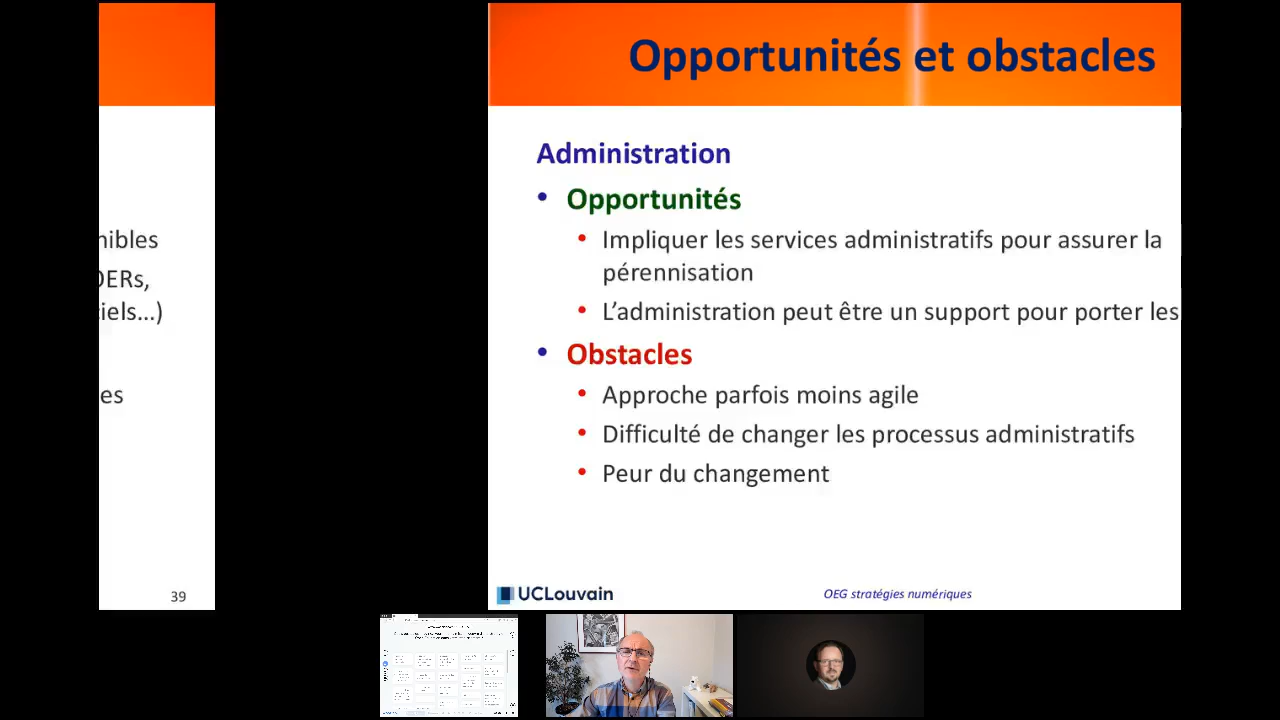 nibles
DERs,
iels...)
es
39
Opportunités et obstacles
Administration
• Opportunités
• Impliquer les services administratifs pour assurer la
pérennisation
• L’administration peut être un support pour porter les
• Obstacles
• Approche parfois moins agile
• Difficulté de changer les processus administratifs
• Peur du changement
UCLouvain
OEG stratégies numériques